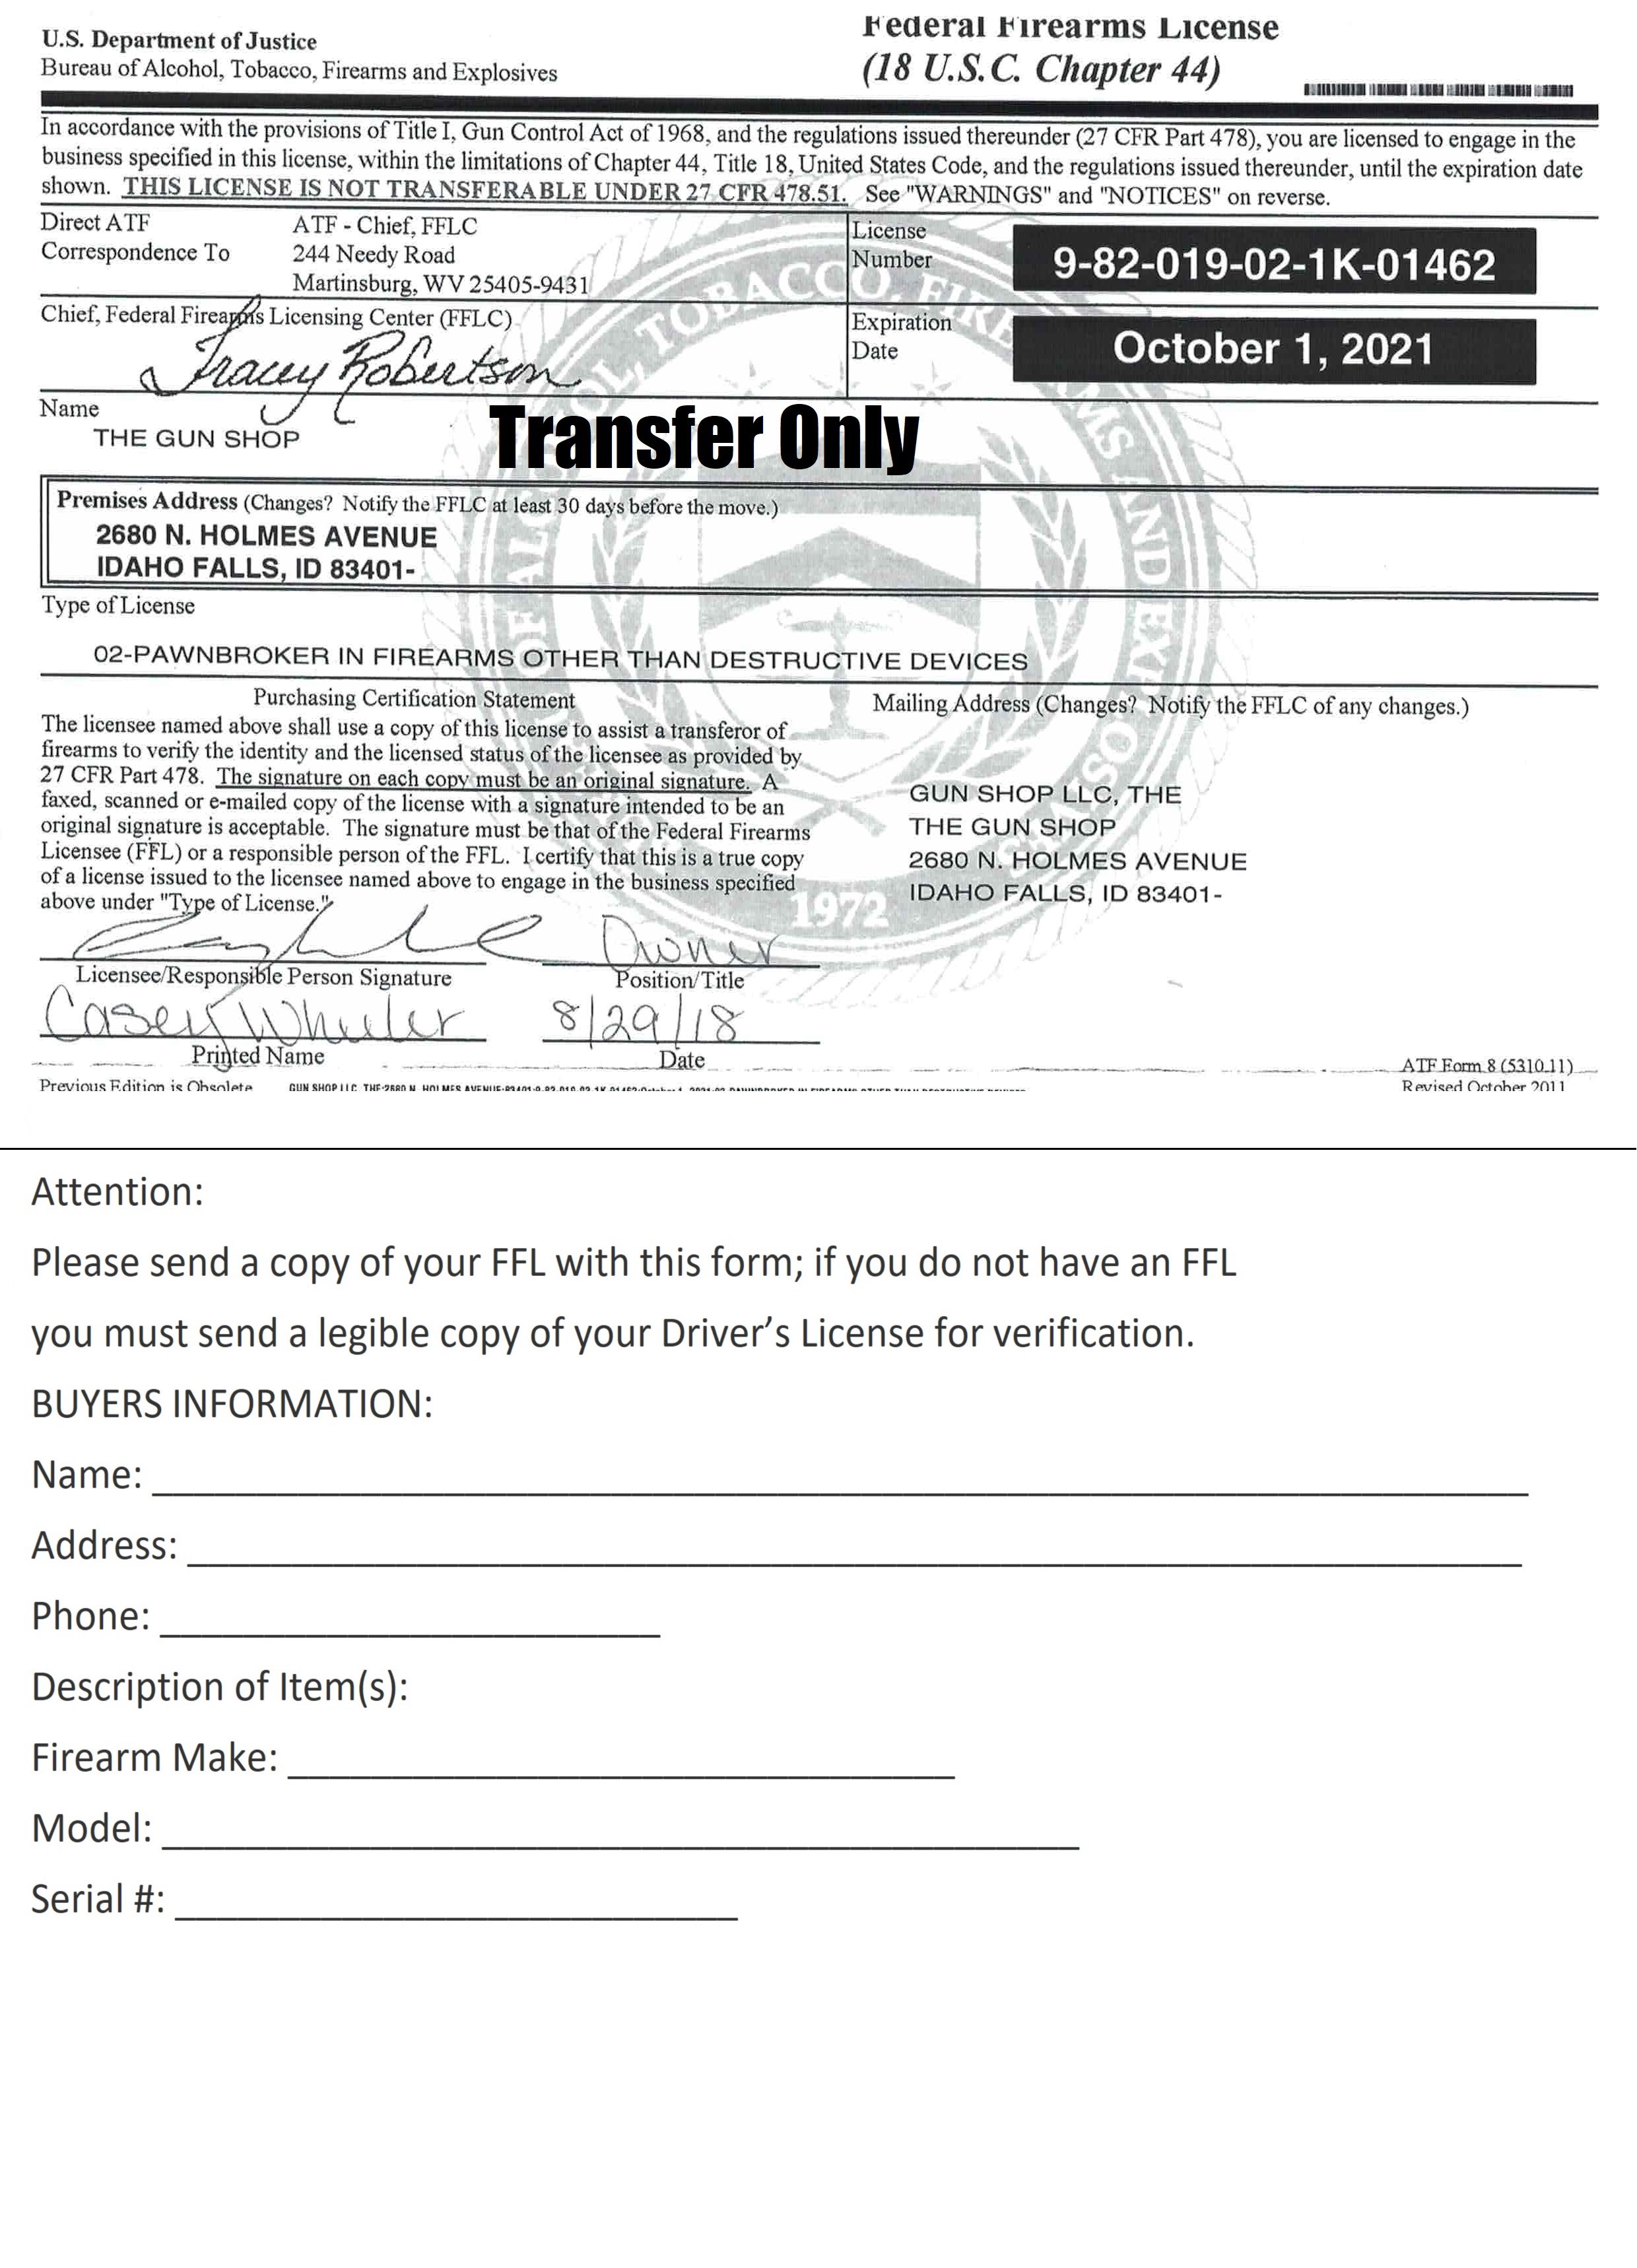 U.S. Department of Justice
Bureau of Alcohol, Tobacco, Firearms and Explosives
Federal Firearms License
(18 U.S.C. Chapter 44)
In accordance with the provisions of Title I, Gun Control Act of 1968, and the regulations issued thereunder (27 CFR Part 478), you are licensed to engage in the
business specified in this license, within the limitations of Chapter 44, Title 18, United States Code, and the regulations issued thereunder, until the expiration date
shown. THIS LICENSE IS NOT TRANSFERABLE UNDER 27 CFR 478.51. See "WARNINGS" and "NOTICES" on reverse.
Direct ATF
Correspondence To
ATF - Chief, FFLC
244 Needy Road
Martinsburg, WV 25405-9431
License
Number
9-82-019-02-1K-01462
Chief, Federal Firearms Licensing Center (FFLC)
Tracey Robertson
Expiration
Date
October 1, 2021
Name
THE GUN SHOP
Transfer Only
Premises Address (Changes? Notify the FFLC at least 30 days before the move.)
2680 N. HOLMES AVENUE
IDAHO FALLS, ID 83401-
Type of License
02-PAWNBROKER IN FIREARMS OTHER THAN DESTRUCTIVE DEVICES
Purchasing Certification Statement
The licensee named above shall use a copy of this license to assist a transferor of
firearms to verify the identity and the licensed status of the licensee as provided by
27 CFR Part 478. The signature on each copy must be an original signature. A
faxed, scanned or e-mailed copy of the license with a signature intended to be an
original signature is acceptable. The signature must be that of the Federal Firearms
Licensee (FFL) or a responsible person of the FFL. I certify that this is a true copy
of a license issued to the licensee named above to engage in the business specified
above under "Type of License."
Mailing Address (Changes? Notify the FFLC of any changes.)
GUN SHOP LLC, THE
THE GUN SHOP
2680 N. HOLMES AVENUE
IDAHO FALLS, ID 83401-
1972
Owner
Licensee/Responsible Person Signature
Position/Title
Casey Wheeler
8/29/18
Printed Name
Date
ATF Form 8 (5310.11)
Previous Edition is Obsolete
Revised October 2011
Attention:
Please send a copy of your FFL with this form; if you do not have an FFL
you must send a legible copy of your Driver’s License for verification.
BUYERS INFORMATION:
Name:
Address:
Phone:
Description of Item(s):
Firearm Make:
Model:
Serial #: